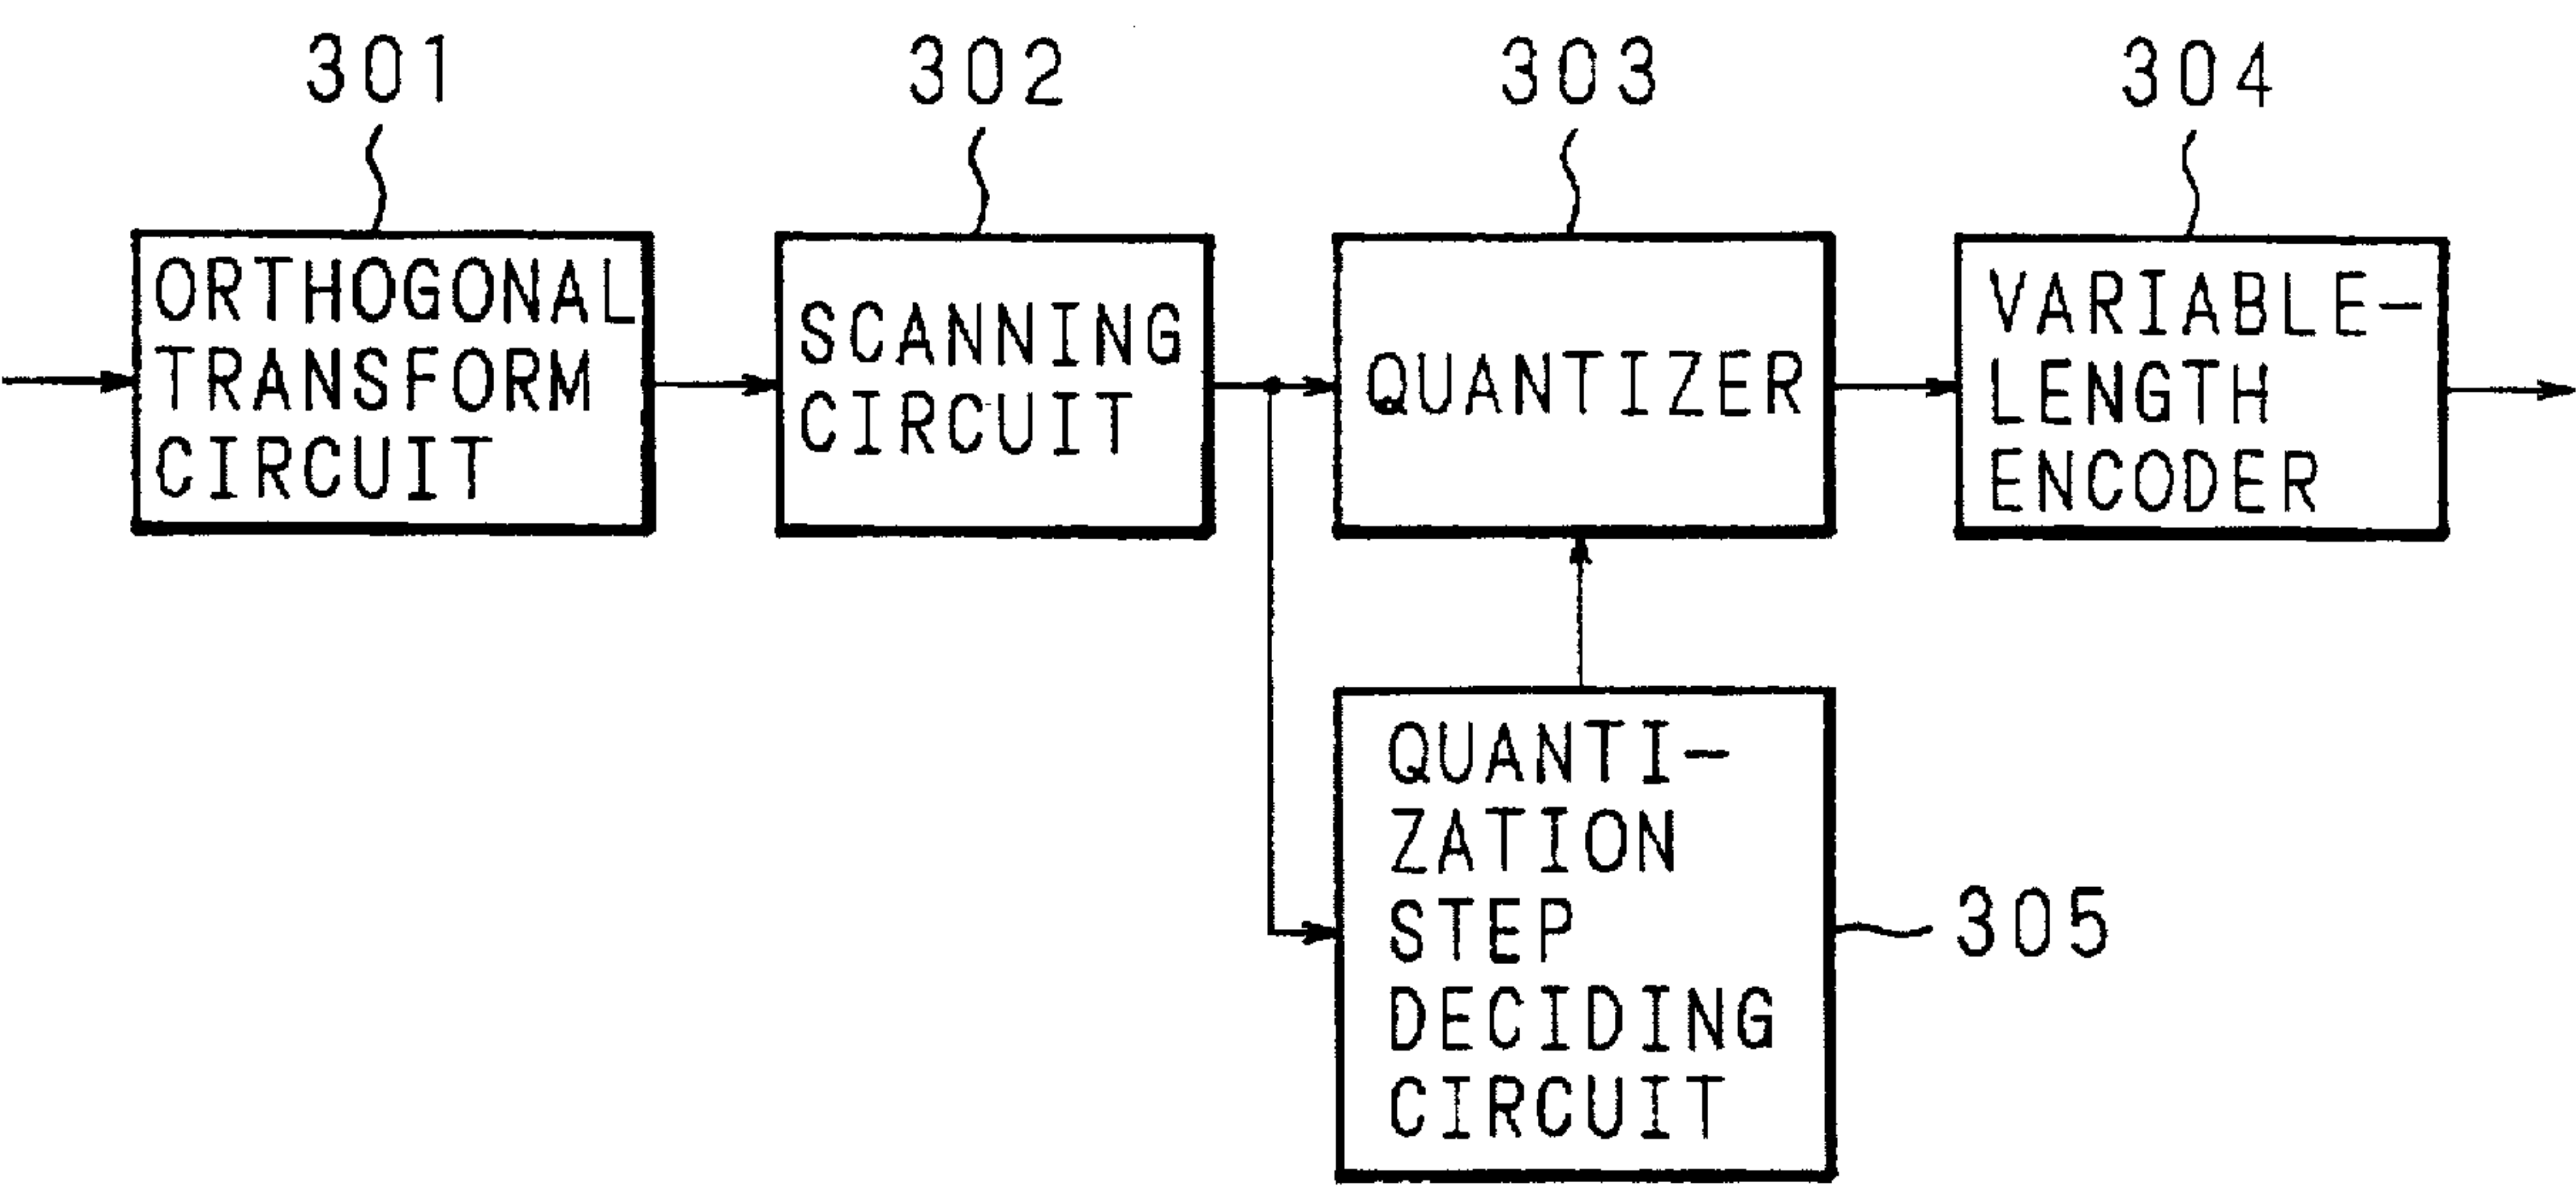 301
302
303
304
ORTHOGONAL
TRANSFORM
CIRCUIT
SCANNING
CIRCUIT
QUANTIZER
VARIABLE-
LENGTH
ENCODER
QUANTI-
ZATION
STEP
DECIDING
CIRCUIT
305